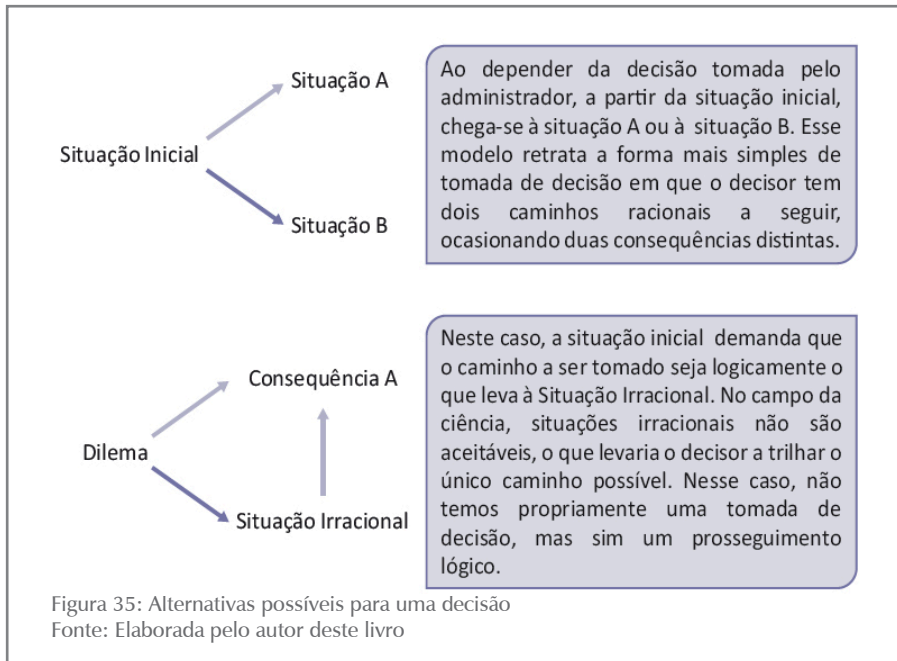 Situação A
Situação Inicial
Situação B
Ao depender da decisão tomada pelo
administrador, a partir da situação inicial,
chega-se à situação A ou à situação B. Esse
modelo retrata a forma mais simples de
tomada de decisão em que o decisor tem
dois caminhos racionais a seguir,
ocasionando duas consequências distintas.
Consequência A
Dilema
Situação Irracional
Neste caso, a situação inicial demanda que
o caminho a ser tomado seja logicamente o
que leva à Situação Irracional. No campo da
ciência, situações irracionais não são
aceitáveis, o que levaria o decisor a trilhar o
único caminho possível. Nesse caso, não
temos propriamente uma tomada de
decisão, mas sim um prosseguimento
lógico.
Figura 35: Alternativas possíveis para uma decisão
Fonte: Elaborada pelo autor deste livro